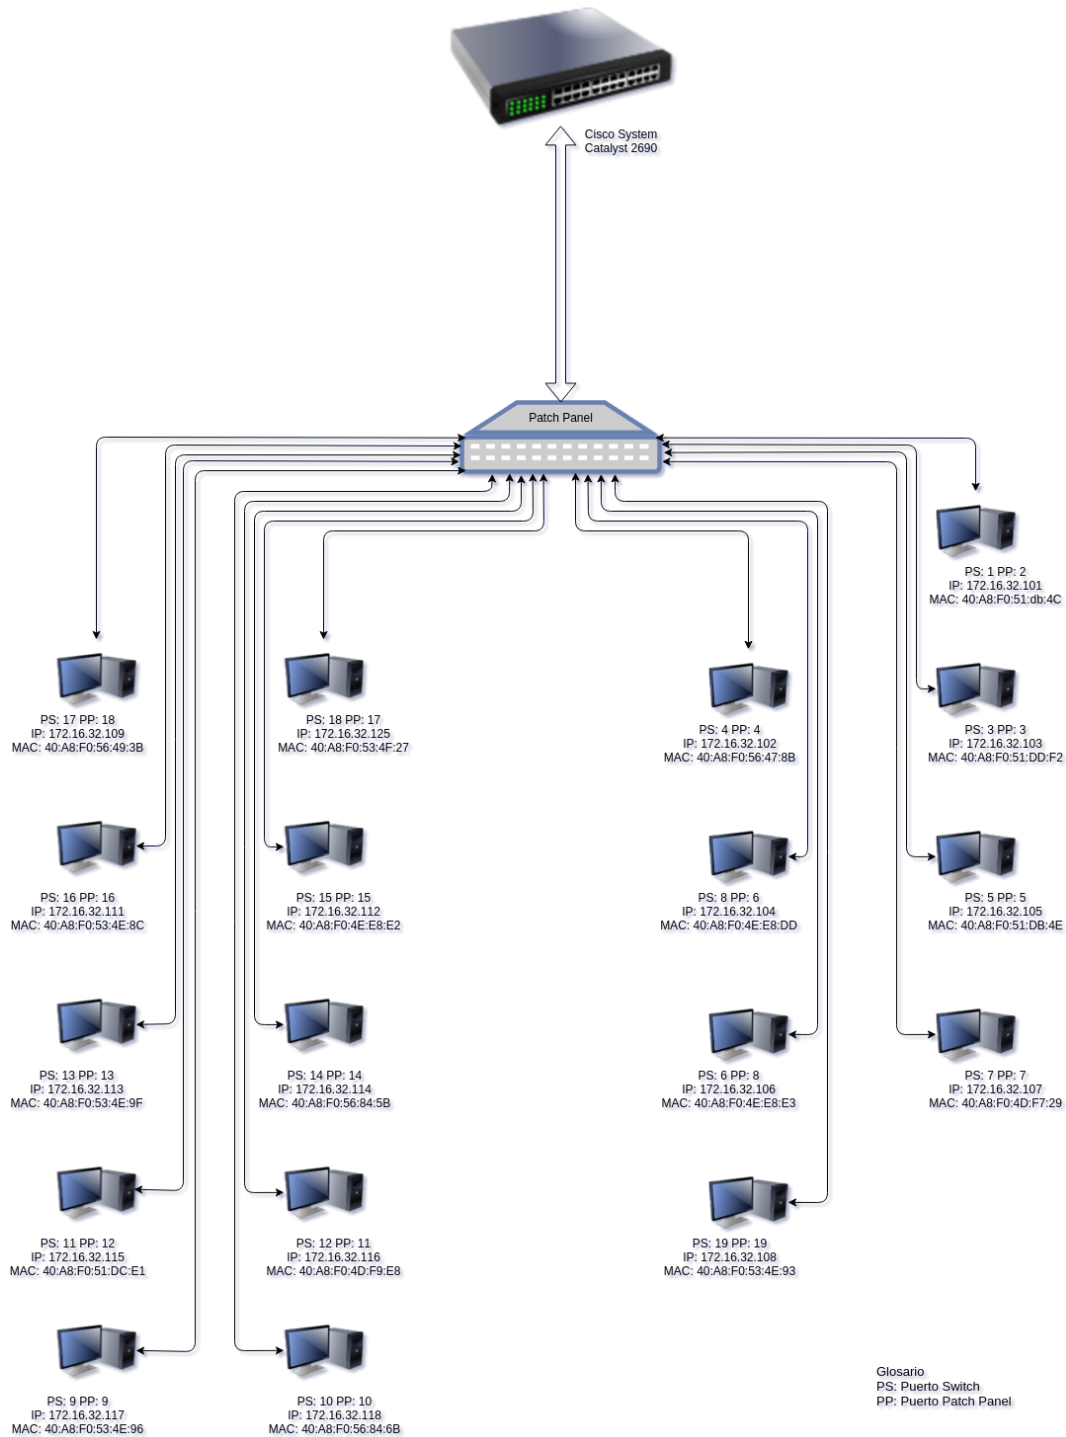 Cisco System
Catalyst 2690
Patch Panel
PS: 1 PP: 2
IP: 172.16.32.101
MAC: 40:A8:F0:51:db:4C
PS: 17 PP: 18
IP: 172.16.32.109
MAC: 40:A8:F0:56:49:3B
PS: 18 PP: 17
IP: 172.16.32.125
MAC: 40:A8:F0:53:4F:27
PS: 4 PP: 4
IP: 172.16.32.102
MAC: 40:A8:F0:56:47:8B
PS: 3 PP: 3
IP: 172.16.32.103
MAC: 40:A8:F0:51:DD:F2
PS: 16 PP: 16
IP: 172.16.32.111
MAC: 40:A8:F0:53:4E:8C
PS: 15 PP: 15
IP: 172.16.32.112
MAC: 40:A8:F0:4E:E8:E2
PS: 8 PP: 6
IP: 172.16.32.104
MAC: 40:A8:F0:4E:E8:DD
PS: 5 PP: 5
IP: 172.16.32.105
MAC: 40:A8:F0:51:DB:4E
PS: 13 PP: 13
IP: 172.16.32.113
MAC: 40:A8:F0:53:4E:9F
PS: 14 PP: 14
IP: 172.16.32.114
MAC: 40:A8:F0:56:84:5B
PS: 6 PP: 8
IP: 172.16.32.106
MAC: 40:A8:F0:4E:E8:E3
PS: 7 PP: 7
IP: 172.16.32.107
MAC: 40:A8:F0:4D:F7:29
PS: 11 PP: 12
IP: 172.16.32.115
MAC: 40:A8:F0:51:DC:E1
PS: 12 PP: 11
IP: 172.16.32.116
MAC: 40:A8:F0:4D:F9:E8
PS: 19 PP: 19
IP: 172.16.32.108
MAC: 40:A8:F0:53:4E:93
PS: 9 PP: 9
IP: 172.16.32.117
MAC: 40:A8:F0:53:4E:96
PS: 10 PP: 10
IP: 172.16.32.118
MAC: 40:A8:F0:56:84:6B
Glosario
PS: Puerto Switch
PP: Puerto Patch Panel